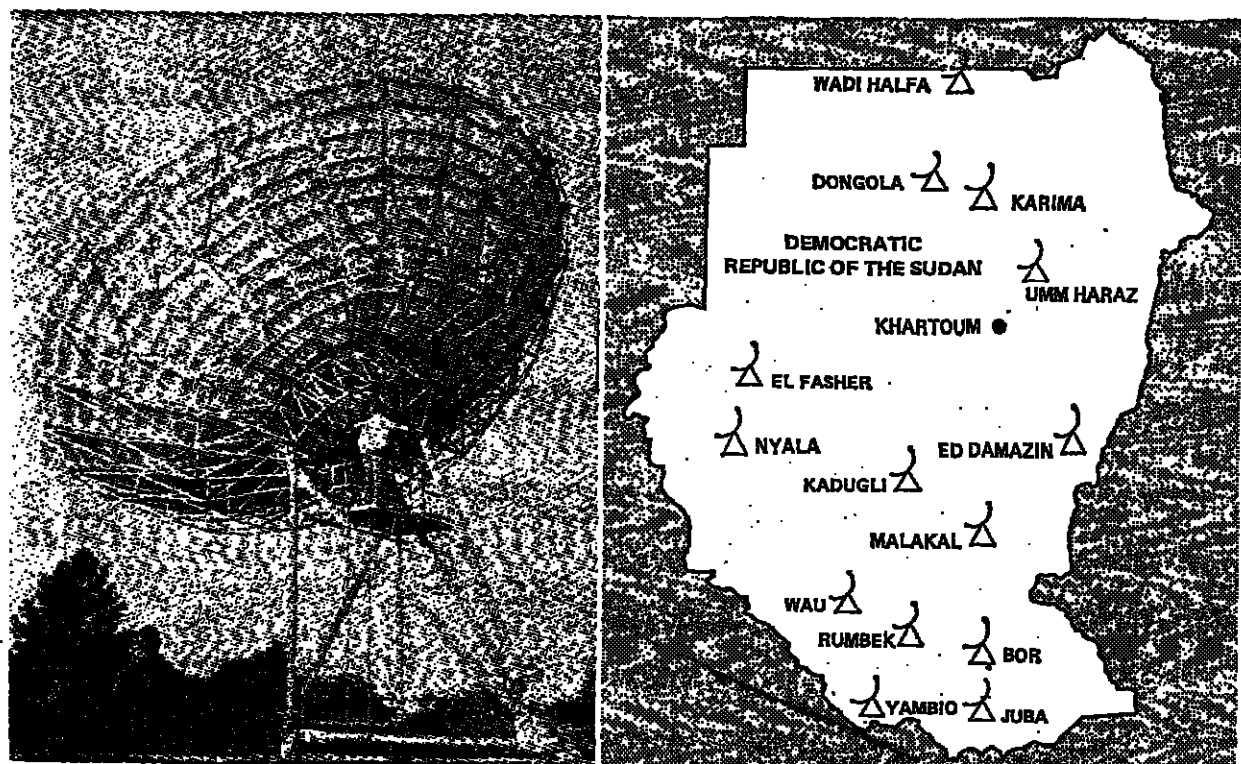 WADI HALFA
DONGOLA
KARIMA
DEMOCRATIC
REPUBLIC OF THE SUDAN
UMM HARAZ
KHARTOUM
EL FASHER
NYALA
ED DAMAZIN
KADUGLI
MALAKAL
WAU
RUMBEK
BOR
YAMBIO
JUBA